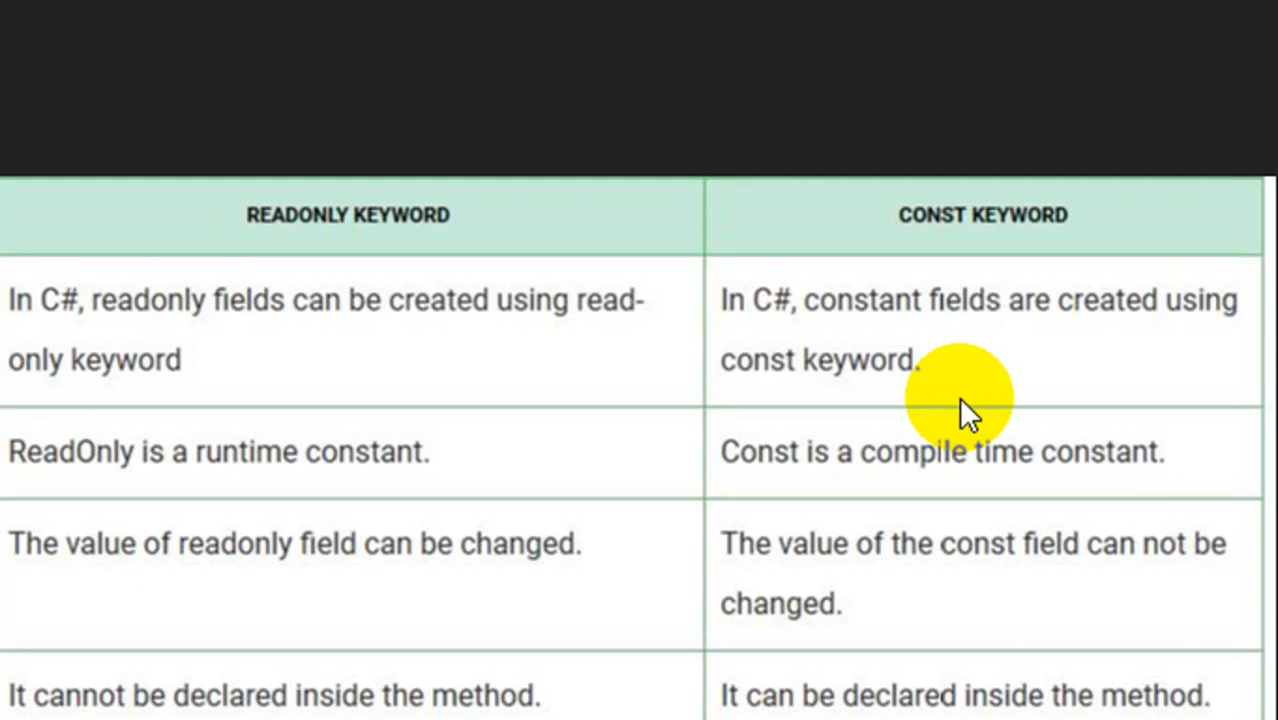 READONLY KEYWORD
CONST KEYWORD
In C#, readonly fields can be created using read-
only keyword
In C#, constant fields are created using
const keyword.
ReadOnly is a runtime constant.
Const is a compile time constant.
The value of readonly field can be changed.
The value of the const field can not be
changed.
It cannot be declared inside the method.
It can be declared inside the method.